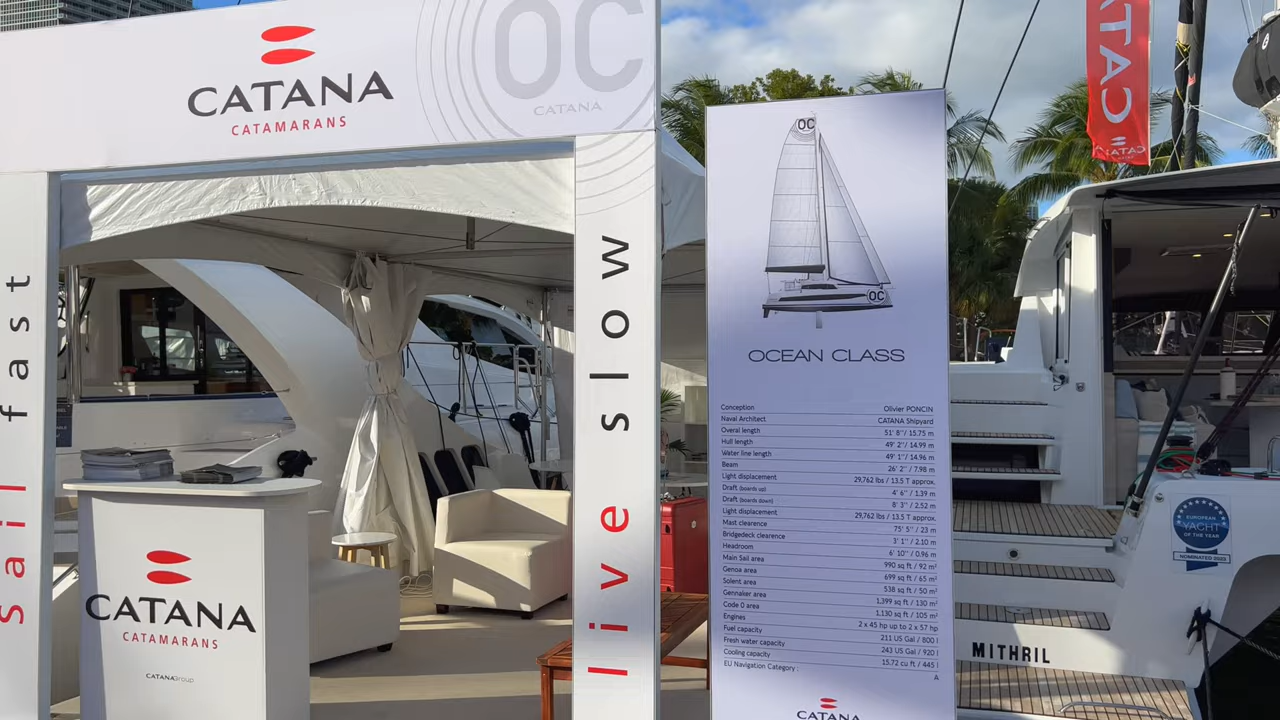 CATANA
CATAMARANS
OC
CATANA
sail fast
live slow
CATANA
CATAMARANS
CATANAGroup
OC
OC
OCEAN CLASS
Conception Olivier PONCIN
Naval Architect CATANA Shipyard
Overal length 51' 8''/ 15.75 m
Hull length 49' 2''/ 14.99 m
Water line length 49' 1''/ 14.96 m
Beam 26' 2'' / 7.98 m
Light displacement 29,762 lbs / 13.5 T approx.
Draft (boards up) 4' 6'' / 1.39 m
Draft (boards down) 8' 3'' / 2.52 m
Light displacement 29,762 lbs / 13.5 T approx.
Mast clearance 75' 5'' / 23 m
Bridgedeck clearence 3' 1'' / 2.10 m
Headroom 6' 10'' / 0.96 m
Main Sail area 990 sq ft / 92 m²
Genoa area 699 sq ft / 65 m²
Solent area 538 sq ft / 50 m²
Gennaker area 1,399 sq ft / 130 m²
Code 0 area 1,130 sq ft / 105 m²
Engines 2 x 45 hp up to 2 x 57 hp
Fuel capacity 211 US Gal / 800 l
Fresh water capacity 243 US Gal / 920 l
Cooling capacity 15.72 cu ft / 445 l
EU Navigation Category : A
CATANA
CATA
CATANA
EUROPEAN
YACHT
OF THE YEAR
NOMINATED 2023
MITHRIL